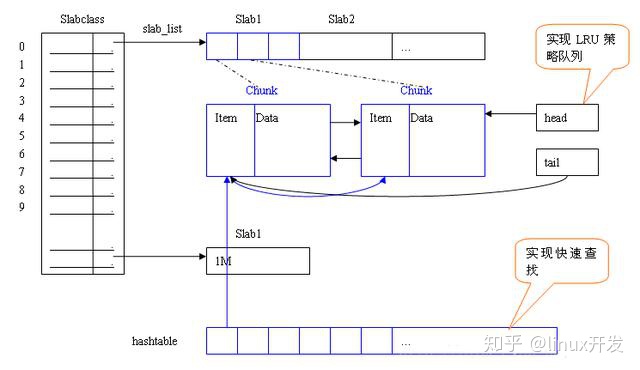 Slabclass
slab_list
Slab1
Slab2
实现 LRU 策
略队列
0
1
2
3
4
5
6
7
8
9
...
Chunk
Chunk
Item
Data
Item
Data
head
tail
Slab1
1M
实现快速查
找
hashtable
...
知乎 @linux开发